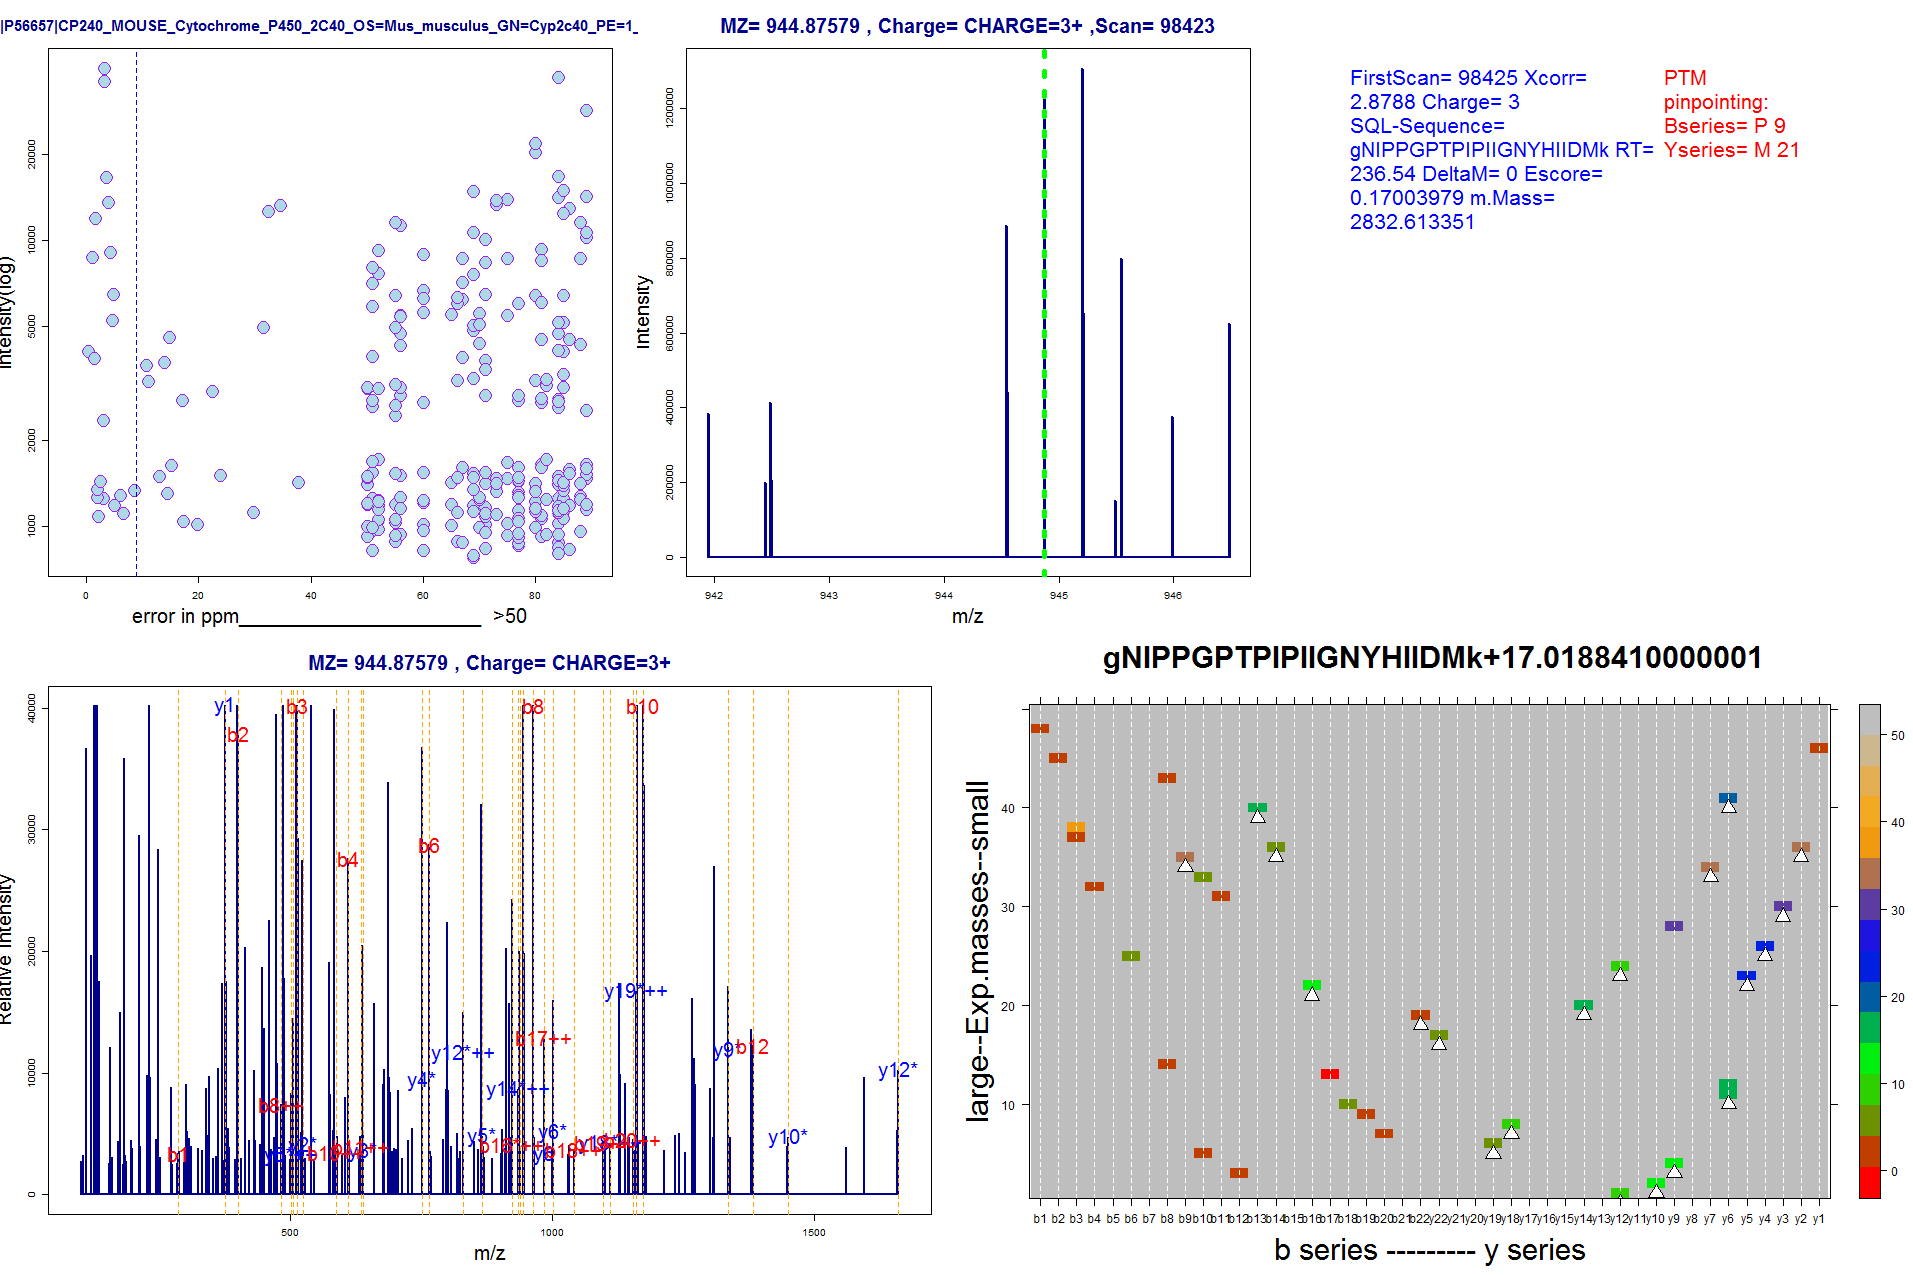 |P56657|CP240_MOUSE_Cytochrome_P450_2C40_OS=Mus_musculus_GN=Cyp2c40_PE=1_
Intensity(log)
1000
2000
5000
10000
20000
0
20
40
60
80
error in ppm >50
MZ= 944.87579 , Charge= CHARGE=3+ ,Scan= 98423
Intensity
0
200000
400000
600000
800000
1000000
1200000
942
943
944
945
946
m/z
FirstScan= 98425 Xcorr=
2.8788 Charge= 3
SQL-Sequence=
gNIPPGPTPIPIIGNYHIIDMk RT=
236.54 DeltaM= 0 Escore=
0.17003979 m.Mass=
2832.613351
PTM
pinpointing:
Bseries= P 9
Yseries= M 21
MZ= 944.87579 , Charge= CHARGE=3+
Relative Intensity
0
10000
20000
30000
40000
y1
b2
b3
b8
b10
b4
b6
y19*++
b17++
y12*++
y9*
b12
y4*
y14*++
y12*
b8++
y5*
y6*
y10*
b1
500
1000
1500
m/z
gNIPPGPTPIPIIGNYHIIDMk+17.0188410000001
large--Exp.masses--small
10
20
30
40
b1 b2 b3 b4 b5 b6 b7 b8 b9 b10 b11 b12 b13 b14 b15 b16 b17 b18 b19 b20 b21 b22 y22 y21 y20 y19 y18 y17 y16 y15 y14 y13 y12 y11 y10 y9 y8 y7 y6 y5 y4 y3 y2 y1
b series --------- y series
0
10
20
30
40
50